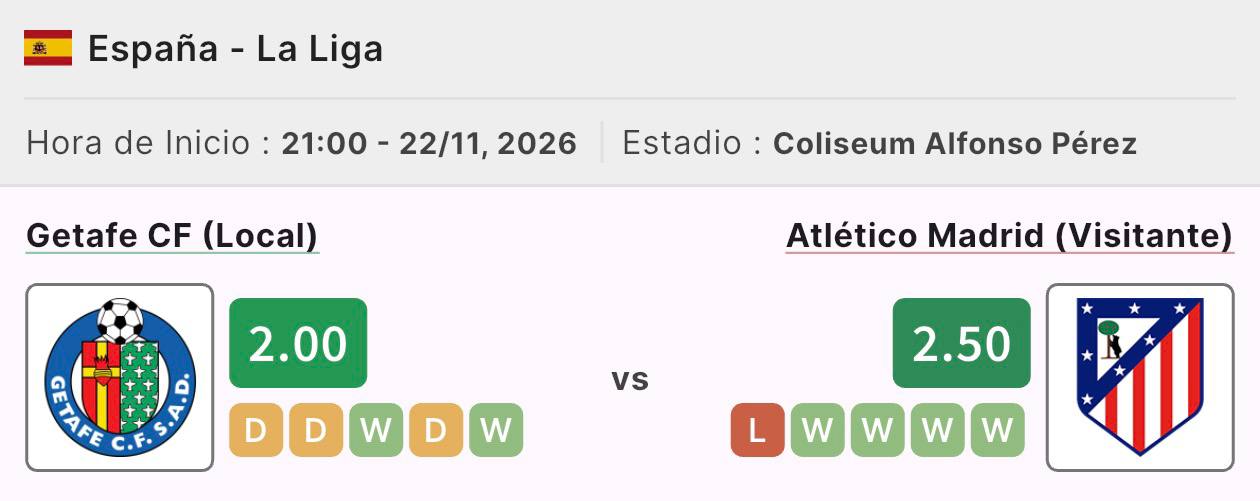 España - La Liga
Hora de Inicio : 21:00 - 22/11, 2026 Estadio : Coliseum Alfonso Pérez
Getafe CF (Local) Atlético Madrid (Visitante)
GETAFE C.F. S.A.D.
2.00 vs 2.50
D D W D W L W W W W